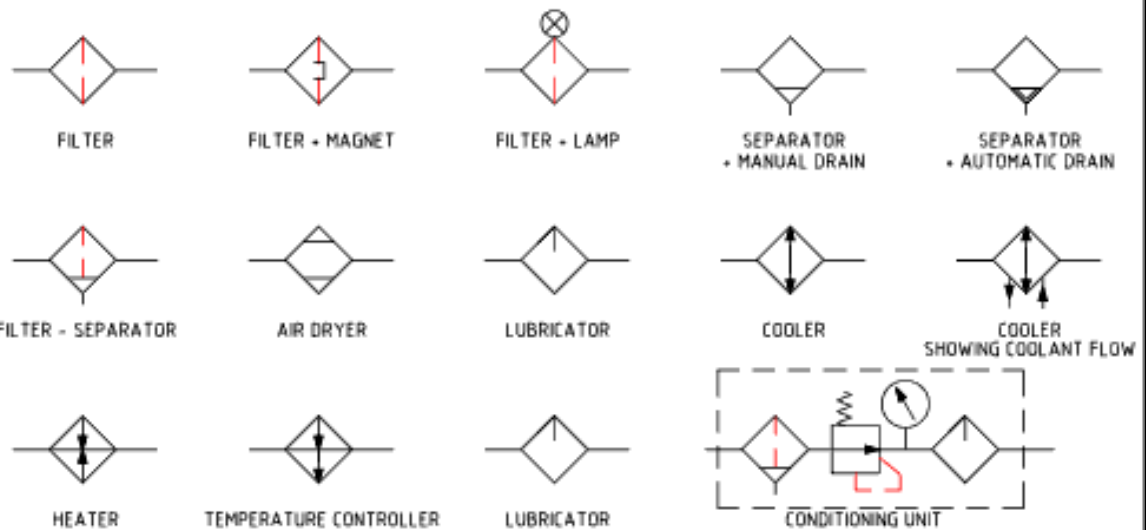 FILTER
FILTER + MAGNET
FILTER + LAMP
SEPARATOR
+ MANUAL DRAIN
SEPARATOR
+ AUTOMATIC DRAIN
FILTER - SEPARATOR
AIR DRYER
LUBRICATOR
COOLER
COOLER
SHOWING COOLANT FLOW
HEATER
TEMPERATURE CONTROLLER
LUBRICATOR
CONDITIONING UNIT